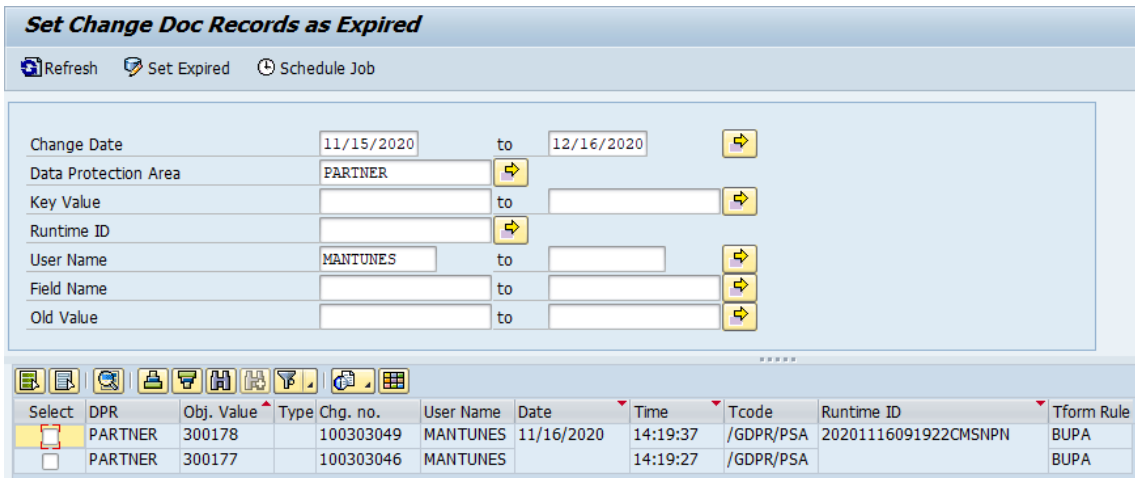 Set Change Doc Records as Expired
Refresh Set Expired Schedule Job
Change Date 11/15/2020 to 12/16/2020
Data Protection Area PARTNER
Key Value to
Runtime ID
User Name MANTUNES to
Field Name to
Old Value to
Select DPR Obj. Value Type Chg. no. User Name Date Time Tcode Runtime ID Tform Rule
PARTNER 300178 100303049 MANTUNES 11/16/2020 14:19:37 /GDPR/PSA 20201116091922CMSNPN BUPA
PARTNER 300177 100303046 MANTUNES 14:19:27 /GDPR/PSA BUPA